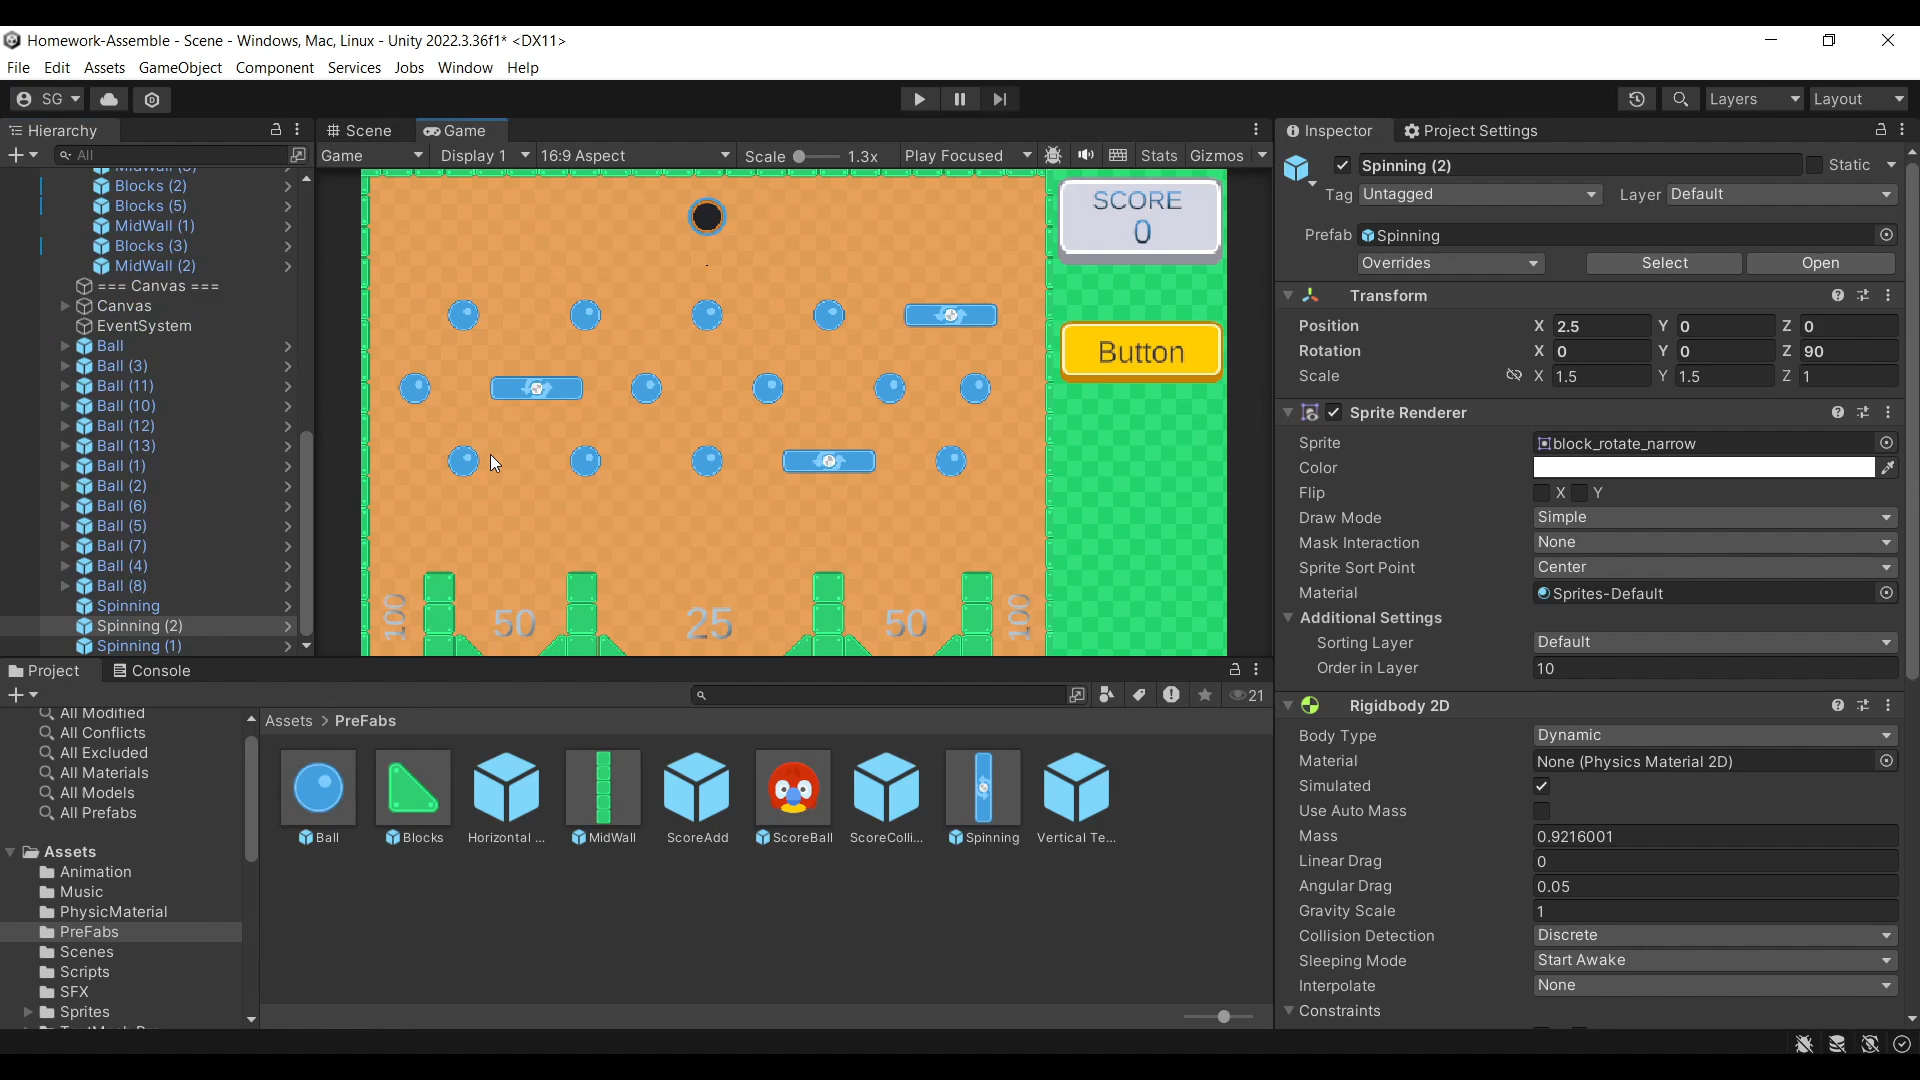 Homework-Assemble - Scene - Windows, Mac, Linux - Unity 2022.3.36f1* <DX11>
File Edit Assets GameObject Component Services Jobs Window Help
SG
Layers
Layout
Hierarchy
All
Blocks (2)
Blocks (5)
MidWall (1)
Blocks (3)
MidWall (2)
=== Canvas ===
Canvas
EventSystem
Ball
Ball (3)
Ball (11)
Ball (10)
Ball (12)
Ball (13)
Ball (1)
Ball (2)
Ball (6)
Ball (5)
Ball (7)
Ball (4)
Ball (8)
Spinning
Spinning (2)
Spinning (1)
Scene
Game
Game Display 1 16:9 Aspect Scale 1.3x Play Focused Stats Gizmos
SCORE
0
Button
100 50 25 50 100
Inspector
Project Settings
Spinning (2)
Static
Tag Untagged Layer Default
Prefab Spinning
Overrides Select Open
Transform
Position X 2.5 Y 0 Z 0
Rotation X 0 Y 0 Z 90
Scale X 1.5 Y 1.5 Z 1
Sprite Renderer
Sprite block_rotate_narrow
Color
Flip X Y
Draw Mode Simple
Mask Interaction None
Sprite Sort Point Center
Material Sprites-Default
Additional Settings
Sorting Layer Default
Order in Layer 10
Rigidbody 2D
Body Type Dynamic
Material None (Physics Material 2D)
Simulated
Use Auto Mass
Mass 0.9216001
Linear Drag 0
Angular Drag 0.05
Gravity Scale 1
Collision Detection Discrete
Sleeping Mode Start Awake
Interpolate None
Constraints
Project
Console
21
All Modified
All Conflicts
All Excluded
All Materials
All Models
All Prefabs
Assets
Animation
Music
PhysicMaterial
PreFabs
Scenes
Scripts
SFX
Sprites
Assets > PreFabs
Ball Blocks Horizontal ... MidWall ScoreAdd ScoreBall ScoreColli... Spinning Vertical Te...